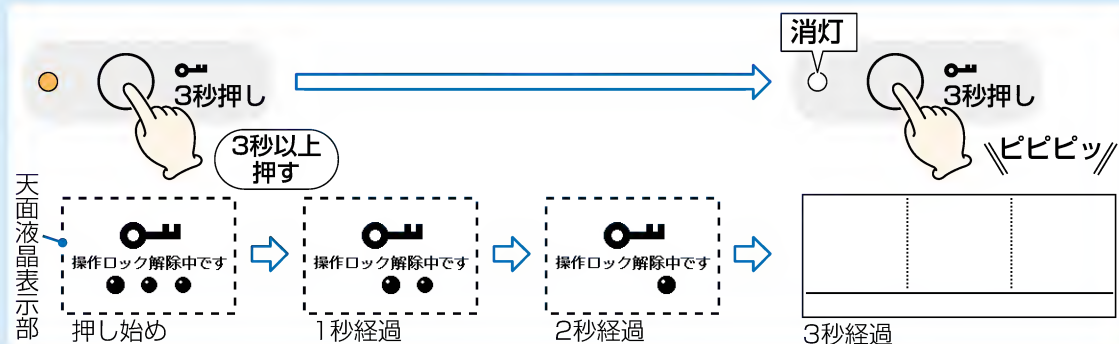 3秒押し
3秒以上
押す
消灯
3秒押し
ピピピッ
天面液晶表示部
操作ロック解除中です
押し始め
操作ロック解除中です
1秒経過
操作ロック解除中です
2秒経過
3秒経過